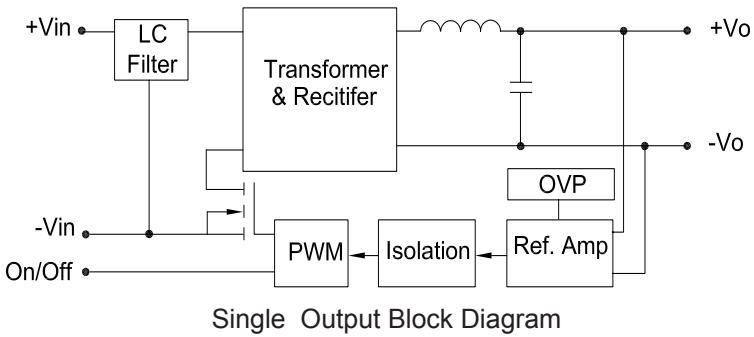 +Vin
LC
Filter
Transformer
& Recitifer
+Vo
-Vo
OVP
-Vin
PWM
Isolation
Ref. Amp
On/Off
Single Output Block Diagram